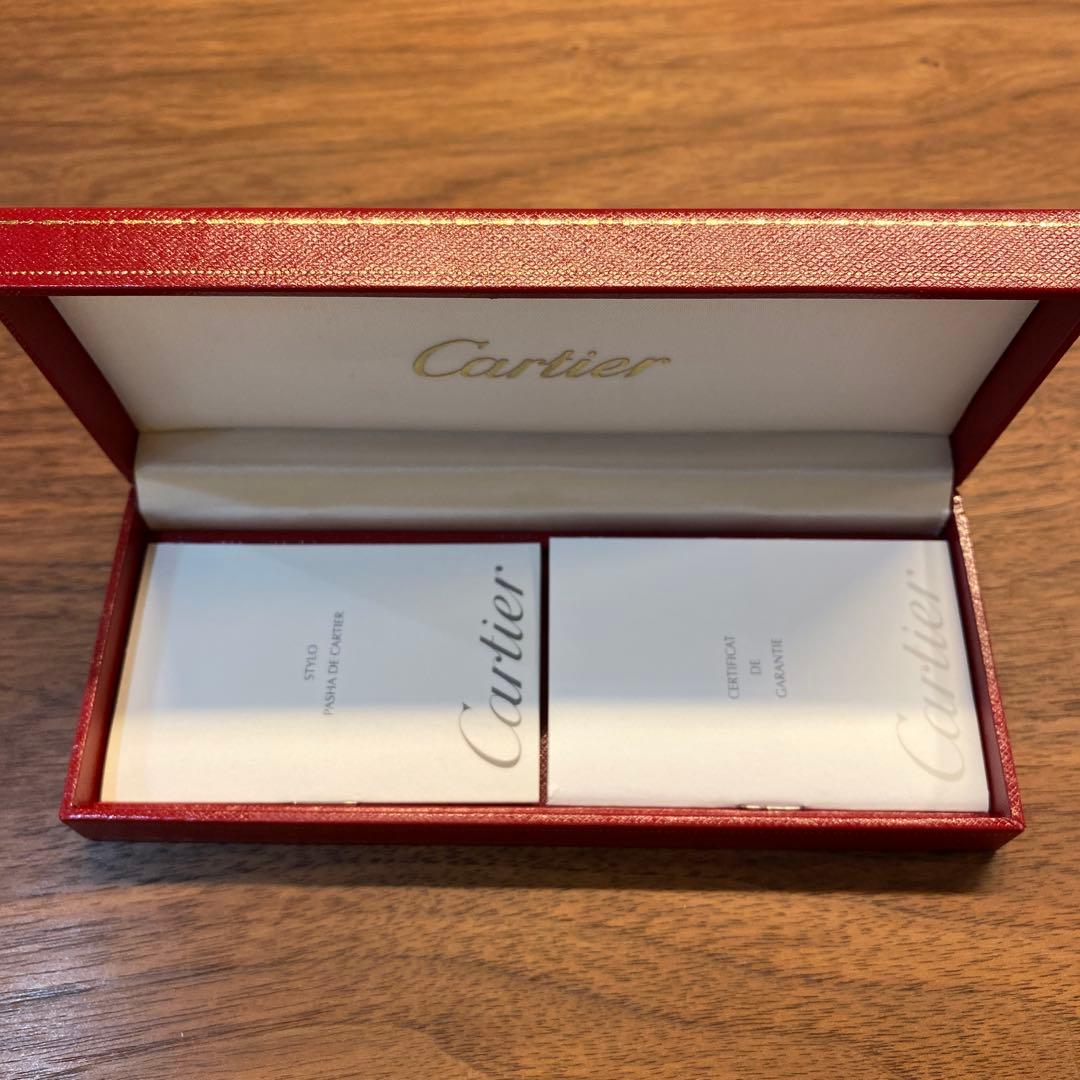 Cartier
STYLO
PASHA DE CARTIER
Cartier
CERTIFICAT
DE
GARANTIE
Cartier